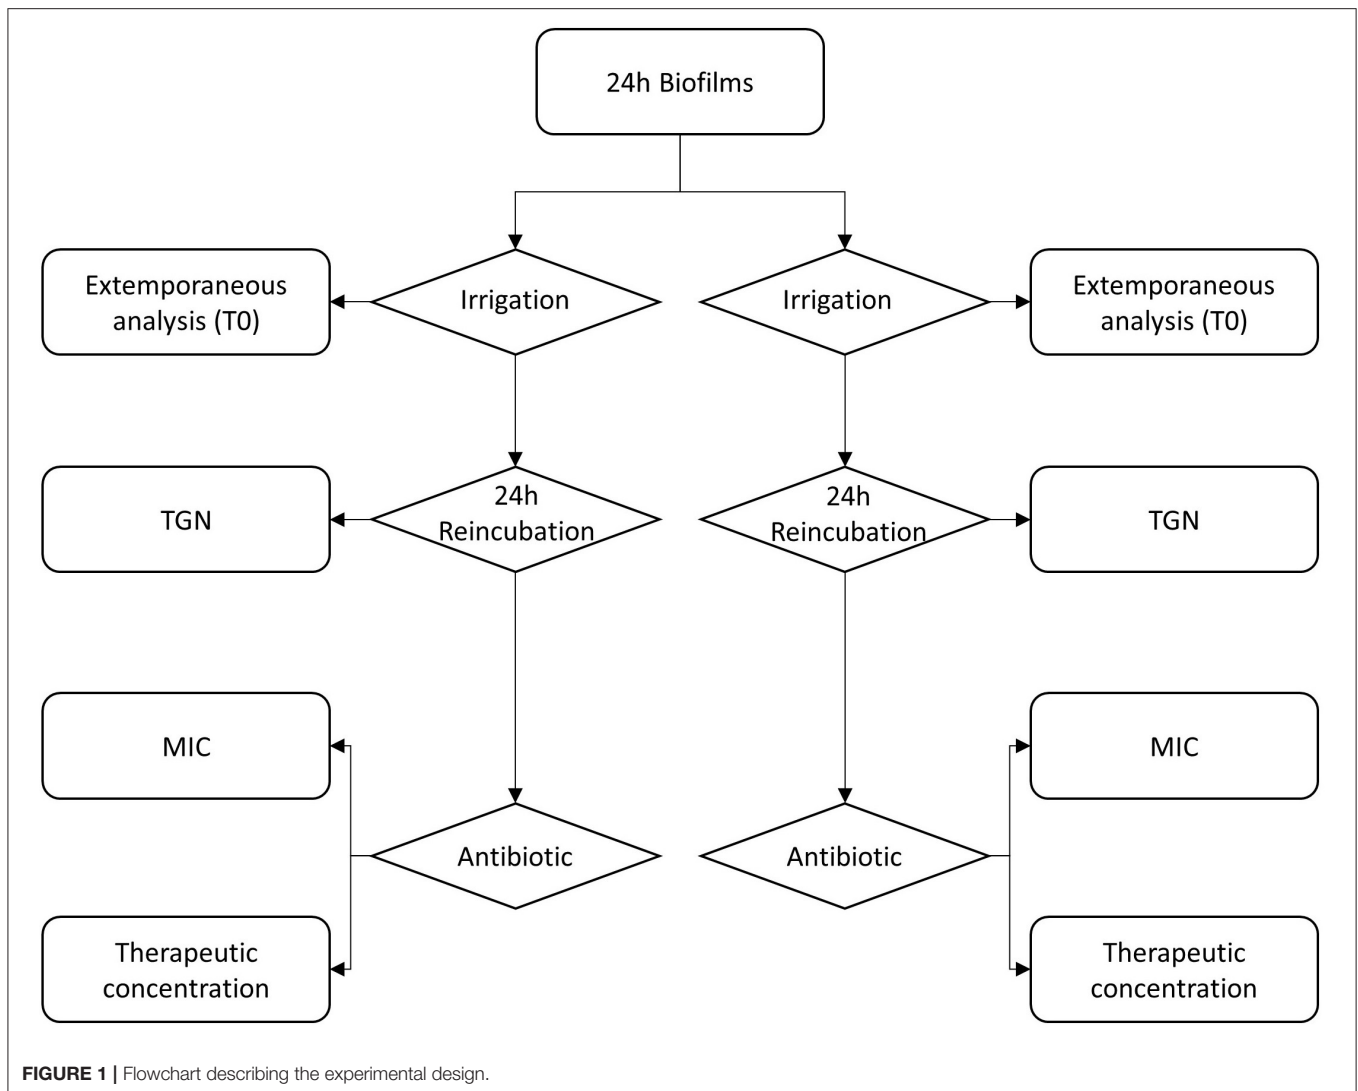 24h Biofilms
Extemporaneous
analysis (T0)
Irrigation
Irrigation
Extemporaneous
analysis (T0)
TGN
24h
Reincubation
24h
Reincubation
TGN
MIC
MIC
Antibiotic
Antibiotic
Therapeutic
concentration
Therapeutic
concentration
FIGURE 1 | Flowchart describing the experimental design.